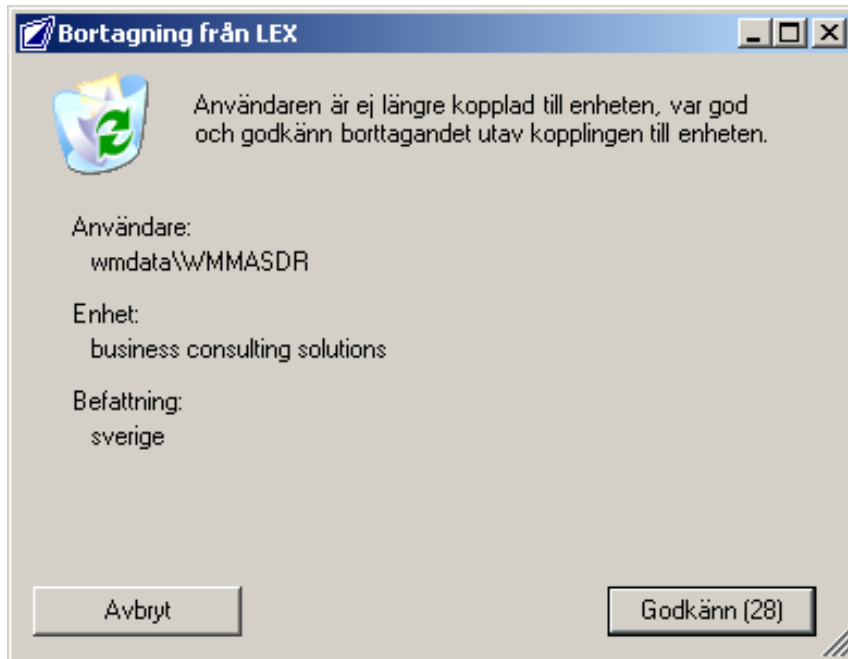 Bortagning från LEX
Användaren är ej längre kopplad till enheten, var god
och godkänn borttagandet utav kopplingen till enheten.
Användare:
wmdata\WMMASDR
Enhet:
business consulting solutions
Befattning:
sverige
Avbryt
Godkänn (28)